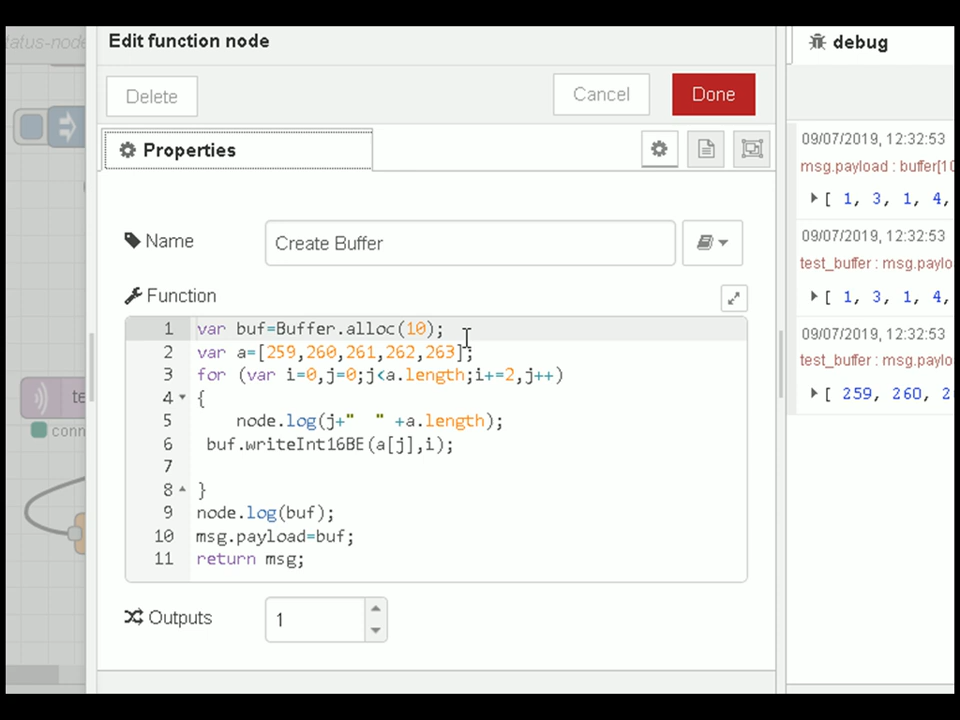 Edit function node
Delete
Cancel
Done
Properties
Name
Create Buffer
Function
1 var buf=Buffer.alloc(10);
2 var a=[259,260,261,262,263];
3 for (var i=0,j=0;j<a.length;i+=2,j++)
4 {
5 node.log(j+"  " +a.length);
6 buf.writeInt16BE(a[j],i);
7
8 }
9 node.log(buf);
10 msg.payload=buf;
11 return msg;
Outputs
1
debug
09/07/2019, 12:32:53
msg.payload : buffer[10
[ 1, 3, 1, 4,
09/07/2019, 12:32:53
test_buffer : msg.paylo
[ 1, 3, 1, 4,
09/07/2019, 12:32:53
test_buffer : msg.paylo
[ 259, 260, 2
tatus-node
te
conn